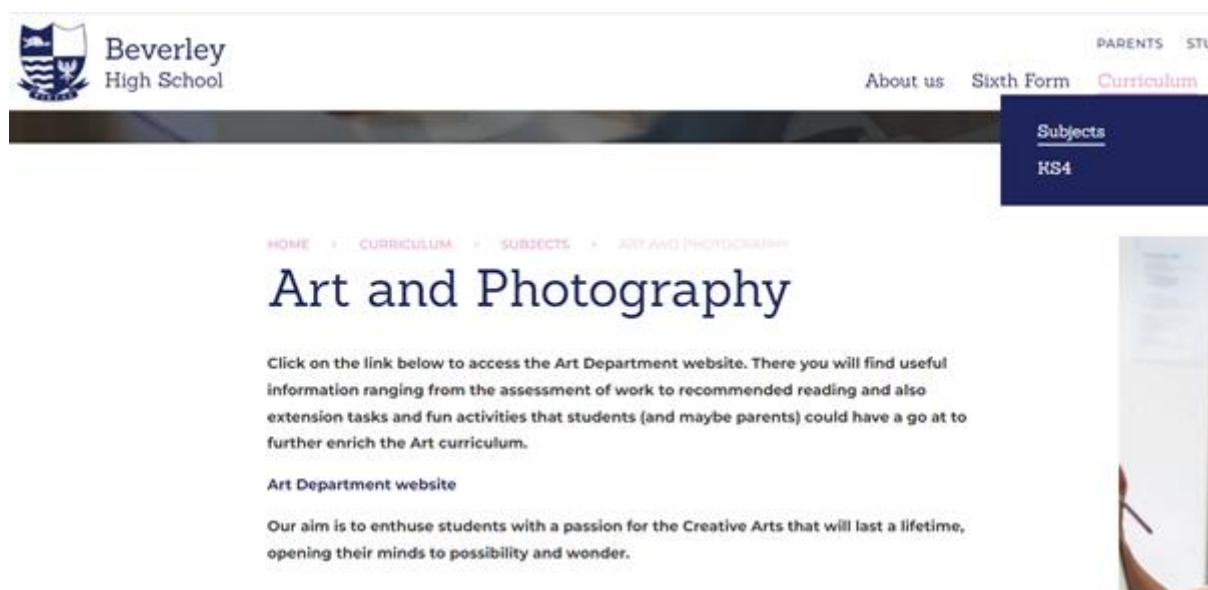 Beverley
High School
PARENTS
About us Sixth Form Curriculum
Subjects
KS4
HOME CURRICULUM SUBJECTS ART AND PHOTOGRAPHY
Art and Photography
Click on the link below to access the Art Department website. There you will find useful
information ranging from the assessment of work to recommended reading and also
extension tasks and fun activities that students (and maybe parents) could have a go at to
further enrich the Art curriculum.
Art Department website
Our aim is to enthuse students with a passion for the Creative Arts that will last a lifetime,
opening their minds to possibility and wonder.